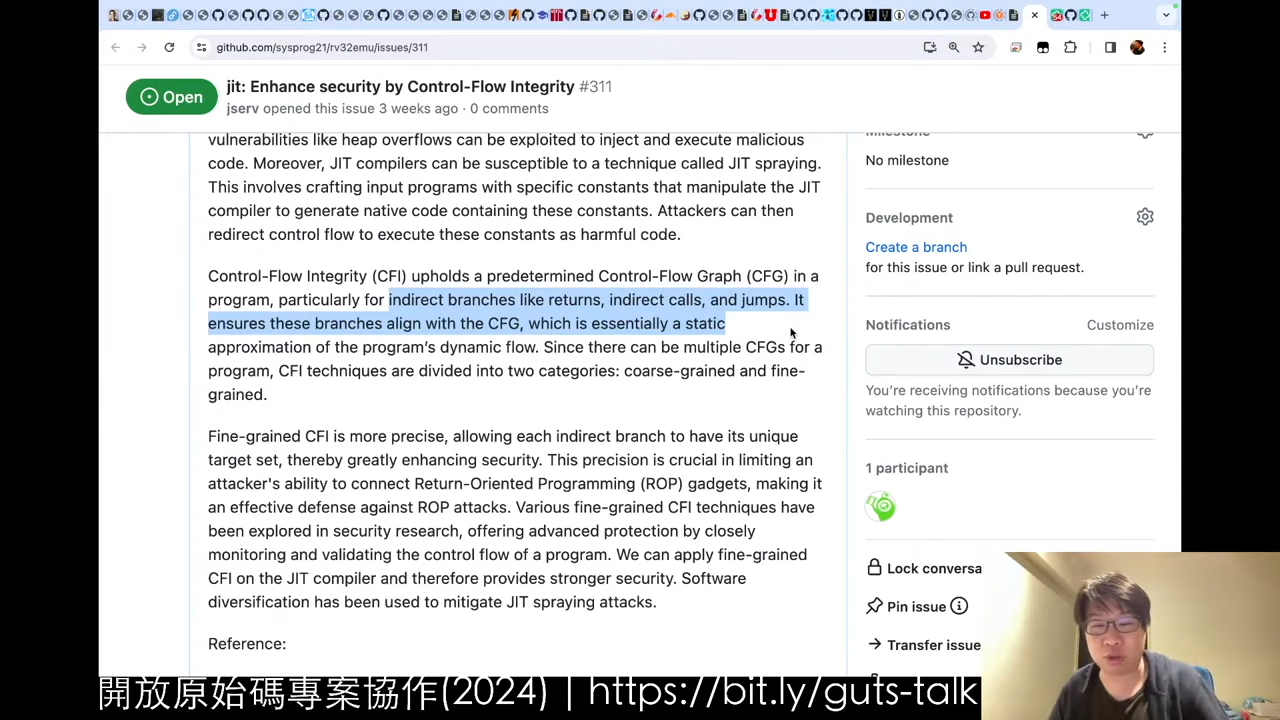 github.com/sysprog21/rv32emu/issues/311
Open
jit: Enhance security by Control-Flow Integrity #311
jserv opened this issue 3 weeks ago · 0 comments
vulnerabilities like heap overflows can be exploited to inject and execute malicious
code. Moreover, JIT compilers can be susceptible to a technique called JIT spraying.
This involves crafting input programs with specific constants that manipulate the JIT
compiler to generate native code containing these constants. Attackers can then
redirect control flow to execute these constants as harmful code.
Control-Flow Integrity (CFI) upholds a predetermined Control-Flow Graph (CFG) in a
program, particularly for indirect branches like returns, indirect calls, and jumps. It
ensures these branches align with the CFG, which is essentially a static
approximation of the program’s dynamic flow. Since there can be multiple CFGs for a
program, CFI techniques are divided into two categories: coarse-grained and fine-
grained.
Fine-grained CFI is more precise, allowing each indirect branch to have its unique
target set, thereby greatly enhancing security. This precision is crucial in limiting an
attacker's ability to connect Return-Oriented Programming (ROP) gadgets, making it
an effective defense against ROP attacks. Various fine-grained CFI techniques have
been explored in security research, offering advanced protection by closely
monitoring and validating the control flow of a program. We can apply fine-grained
CFI on the JIT compiler and therefore provides stronger security. Software
diversification has been used to mitigate JIT spraying attacks.
Reference:
Milestone
No milestone
Development
Create a branch
for this issue or link a pull request.
Notifications
Customize
Unsubscribe
You’re receiving notifications because you’re
watching this repository.
1 participant
Lock conversa
Pin issue
Transfer issue
開放原始碼專案協作(2024) | https://bit.ly/guts-talk